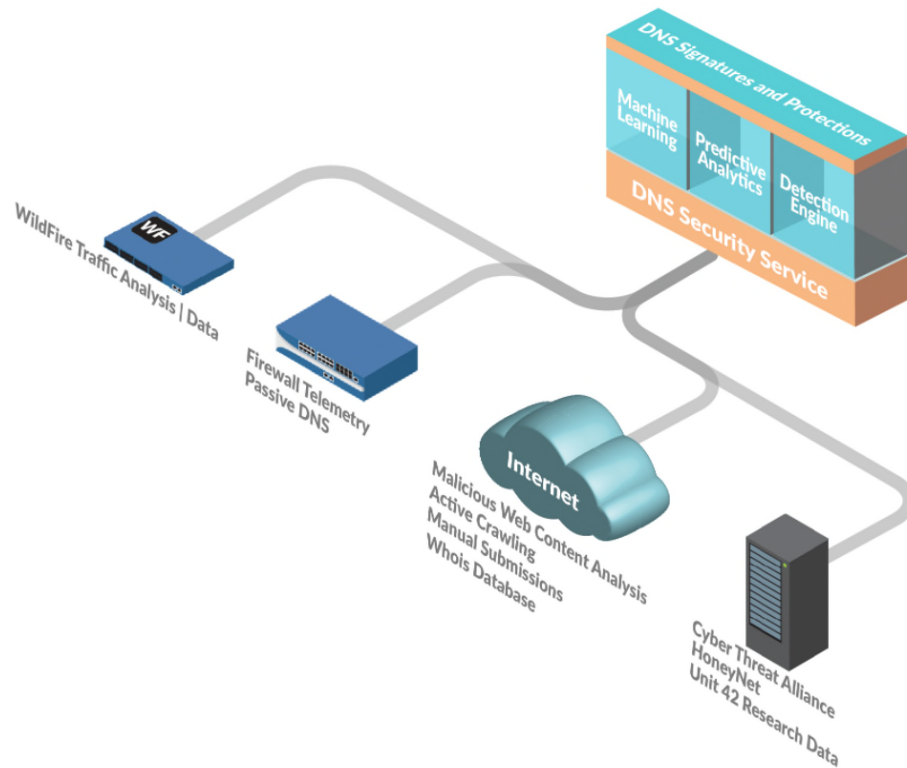 DNS Signatures and Protections
Machine
Learning
Predictive
Analytics
Detection
Engine
DNS Security Service
WF
WildFire Traffic Analysis | Data
Firewall Telemetry
Passive DNS
Internet
Malicious Web Content Analysis
Active Crawling
Manual Submissions
Whois Database
Cyber Threat Alliance
HoneyNet
Unit 42 Research Data